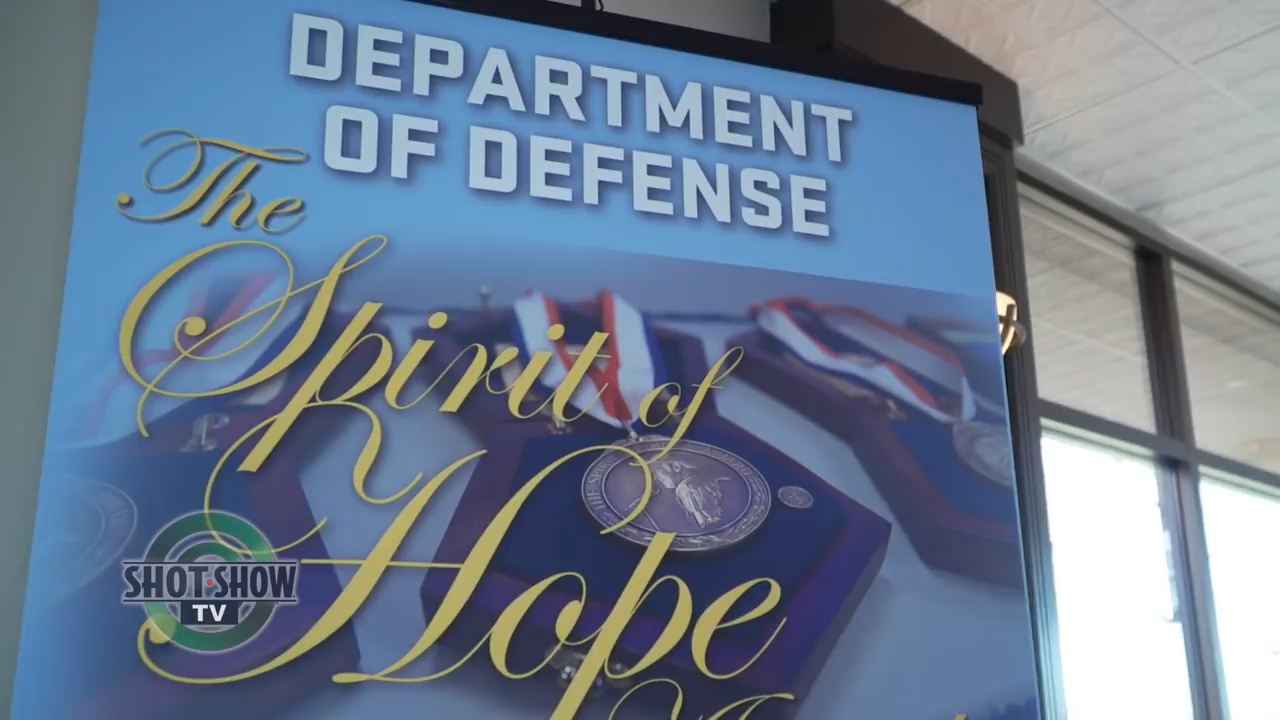 DEPARTMENT
OF DEFENSE
The
Spirit of
Hope
SHOT SHOW
TV